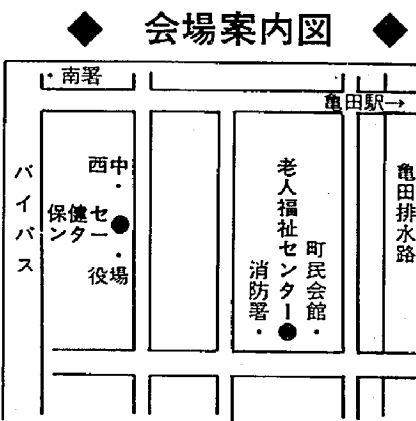 ◆ 会場案内図 ◆
・南署
亀田駅→
バイパス
西中・
保健セ
ンター
・役場
老人福祉センター
町民会館・
消防署・
亀田排水路